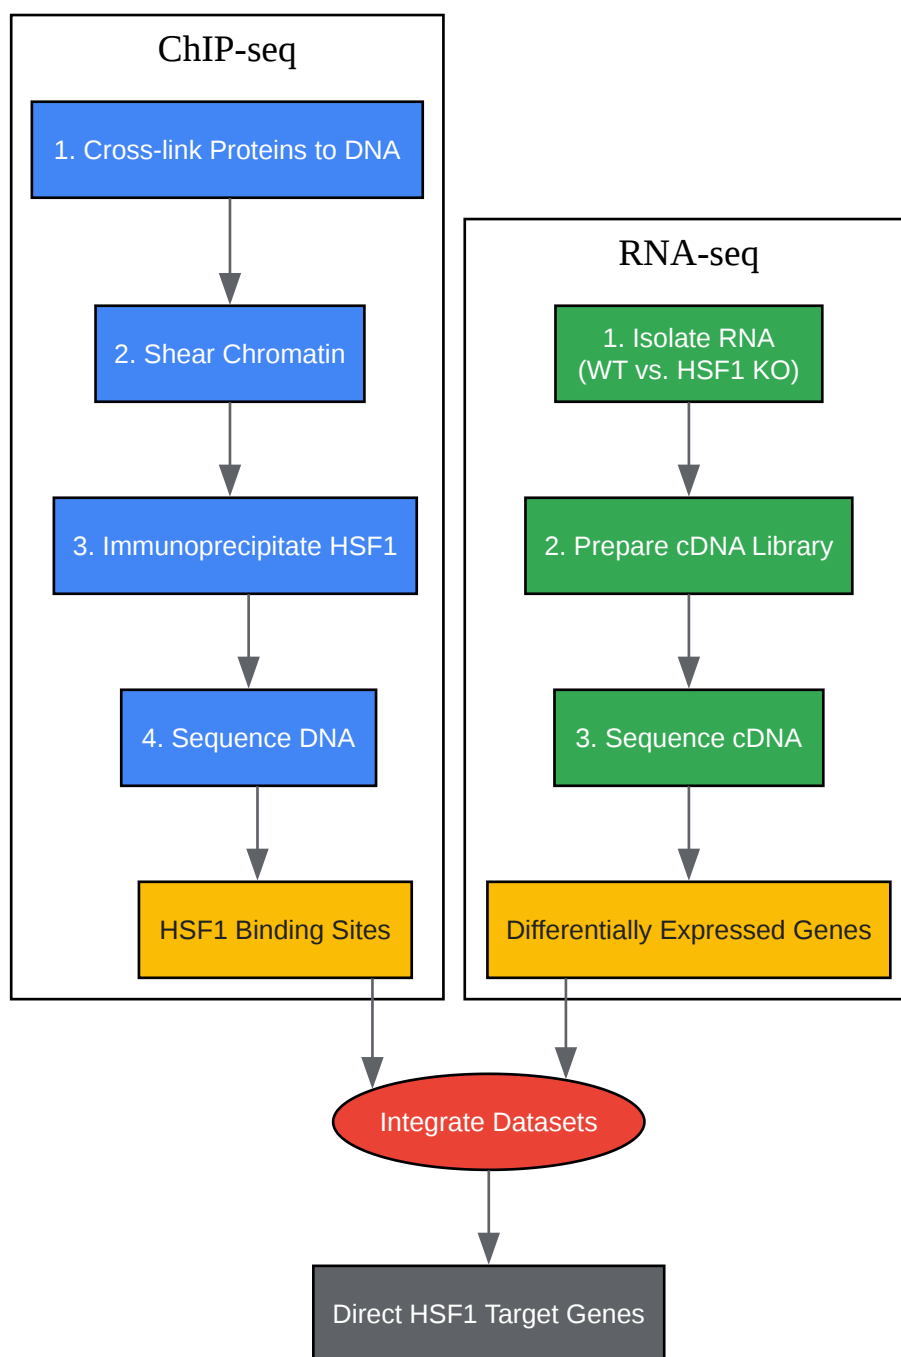 ChIP-seq
1. Cross-link Proteins to DNA
2. Shear Chromatin
3. Immunoprecipitate HSF1
4. Sequence DNA
HSF1 Binding Sites
RNA-seq
1. Isolate RNA
(WT vs. HSF1 KO)
2. Prepare cDNA Library
3. Sequence cDNA
Differentially Expressed Genes
Integrate Datasets
Direct HSF1 Target Genes